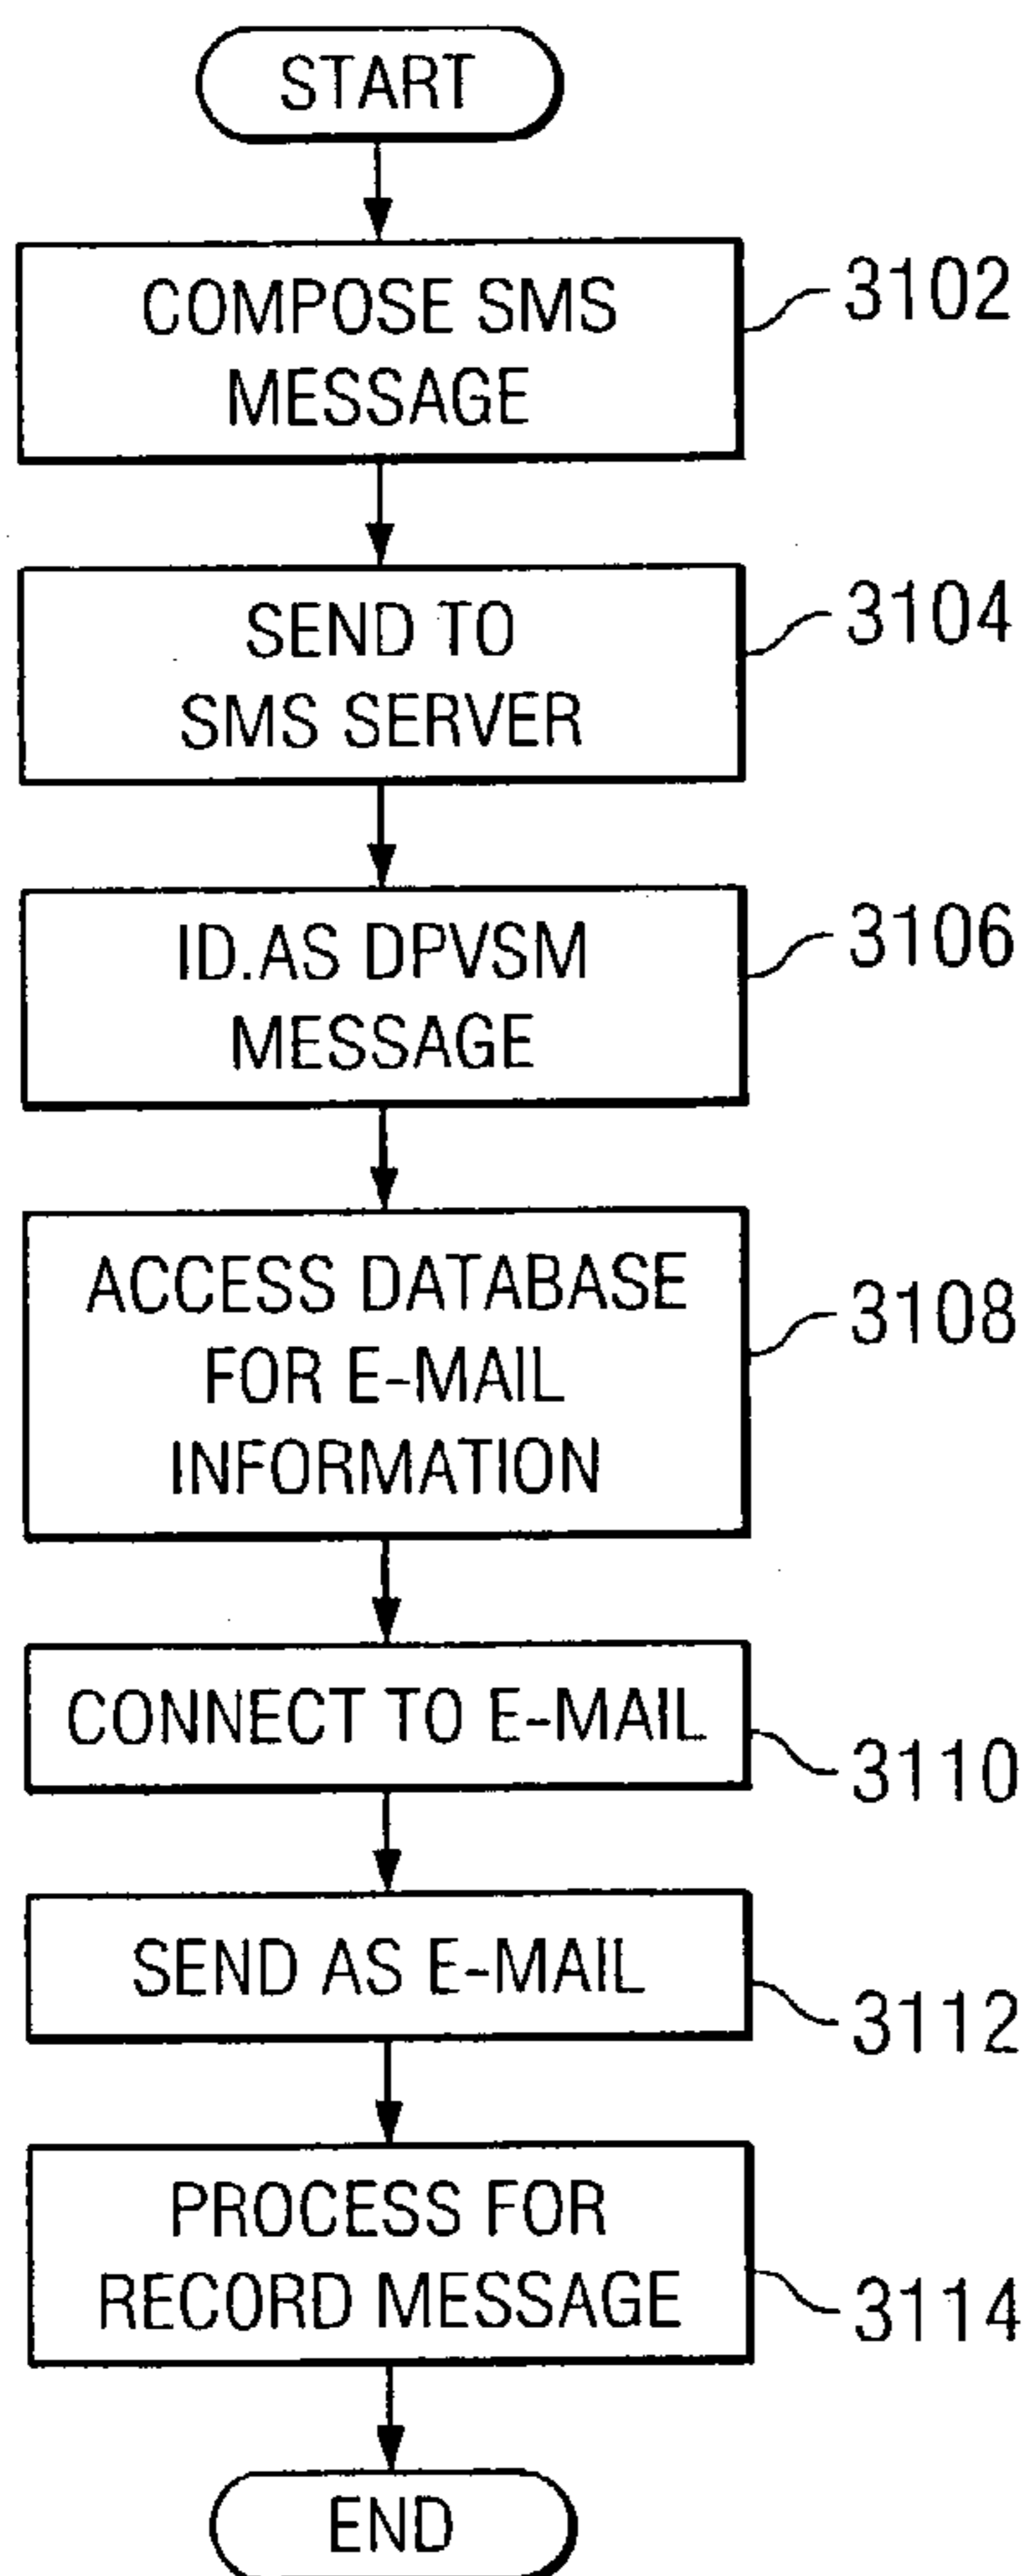 START
COMPOSE SMS
MESSAGE
3102
SEND TO
SMS SERVER
3104
ID.AS DPVSM
MESSAGE
3106
ACCESS DATABASE
FOR E-MAIL
INFORMATION
3108
CONNECT TO E-MAIL
3110
SEND AS E-MAIL
3112
PROCESS FOR
RECORD MESSAGE
3114
END